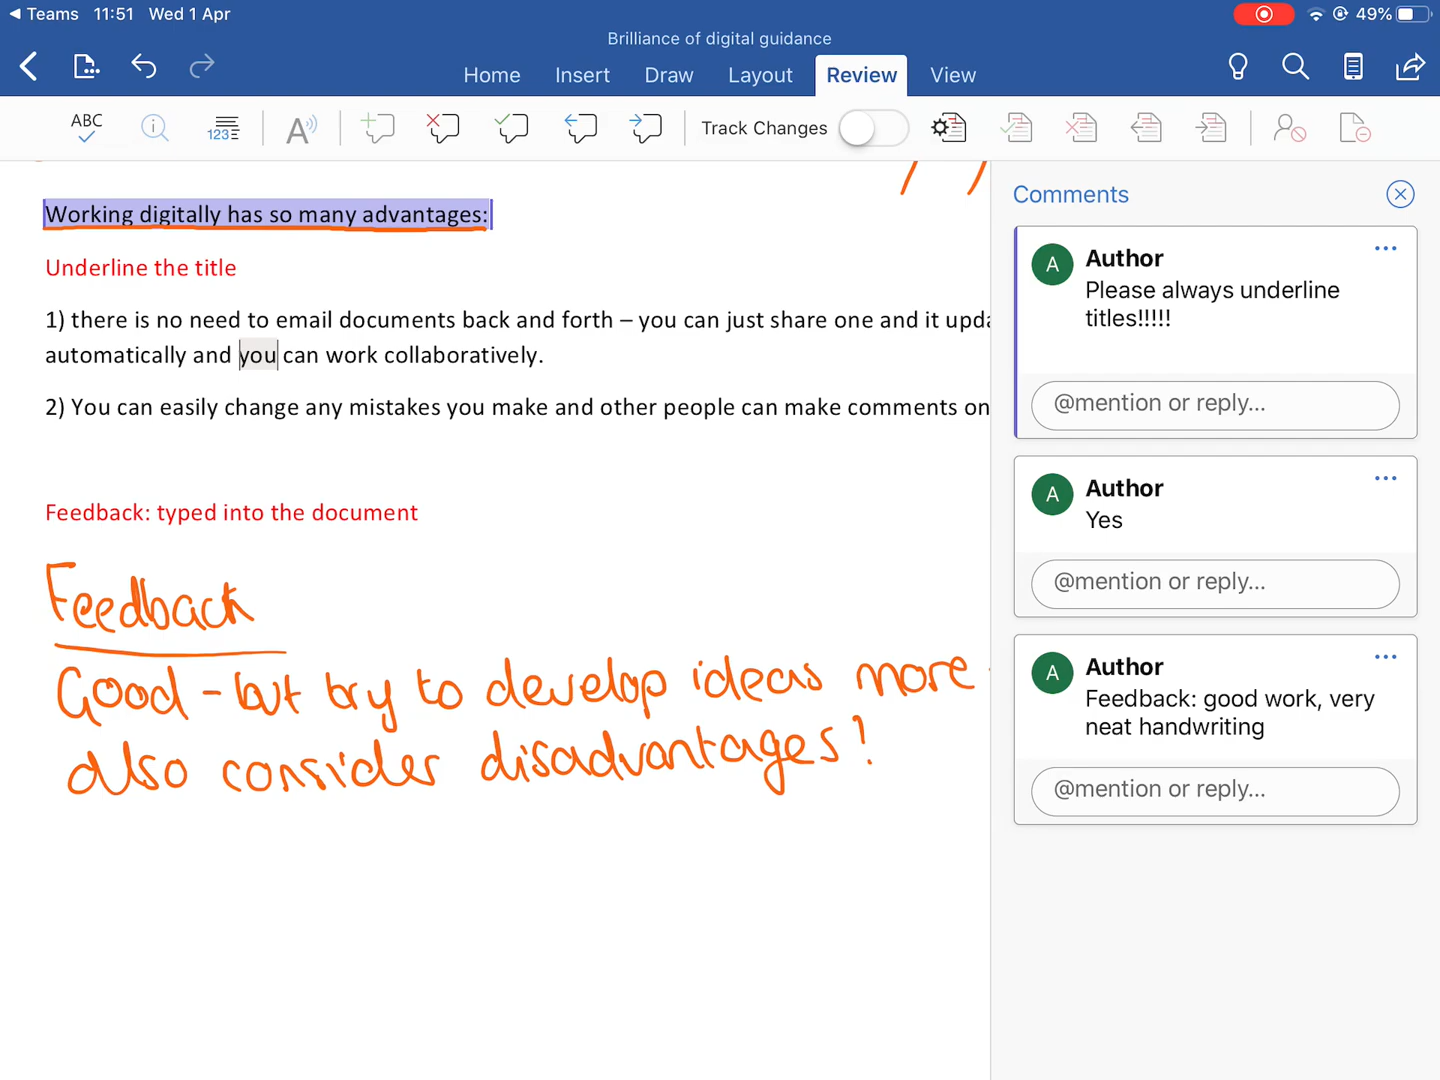 Teams 11:51 Wed 1 Apr 49%
Brilliance of digital guidance
Home Insert Draw Layout Review View
ABC 123 A Track Changes
Working digitally has so many advantages:
Underline the title
1) there is no need to email documents back and forth – you can just share one and it upda
automatically and you can work collaboratively.
2) You can easily change any mistakes you make and other people can make comments on
Feedback: typed into the document
Feedback
Good - but try to develop ideas more -
also consider disadvantages!
Comments
A Author
Please always underline
titles!!!!!
@mention or reply...
A Author
Yes
@mention or reply...
A Author
Feedback: good work, very
neat handwriting
@mention or reply...